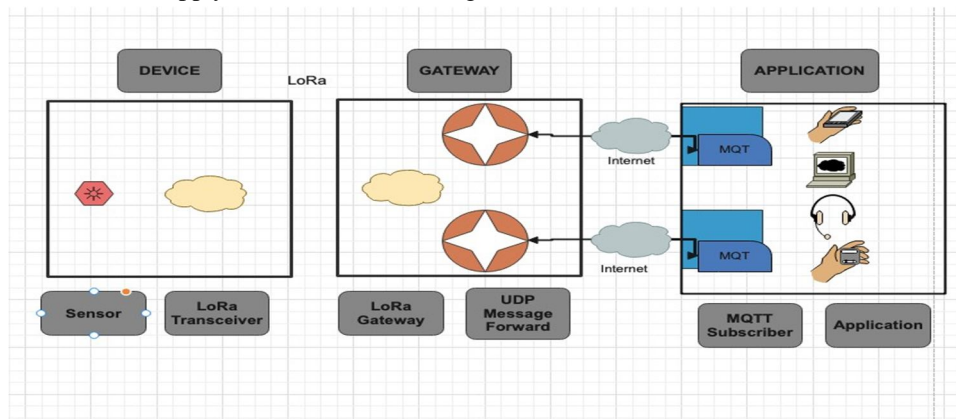 DEVICE
LoRa
GATEWAY
APPLICATION
Internet
MQT
Internet
MQT
Sensor
LoRa
Transceiver
LoRa
Gateway
UDP
Message
Forward
MQTT
Subscriber
Application